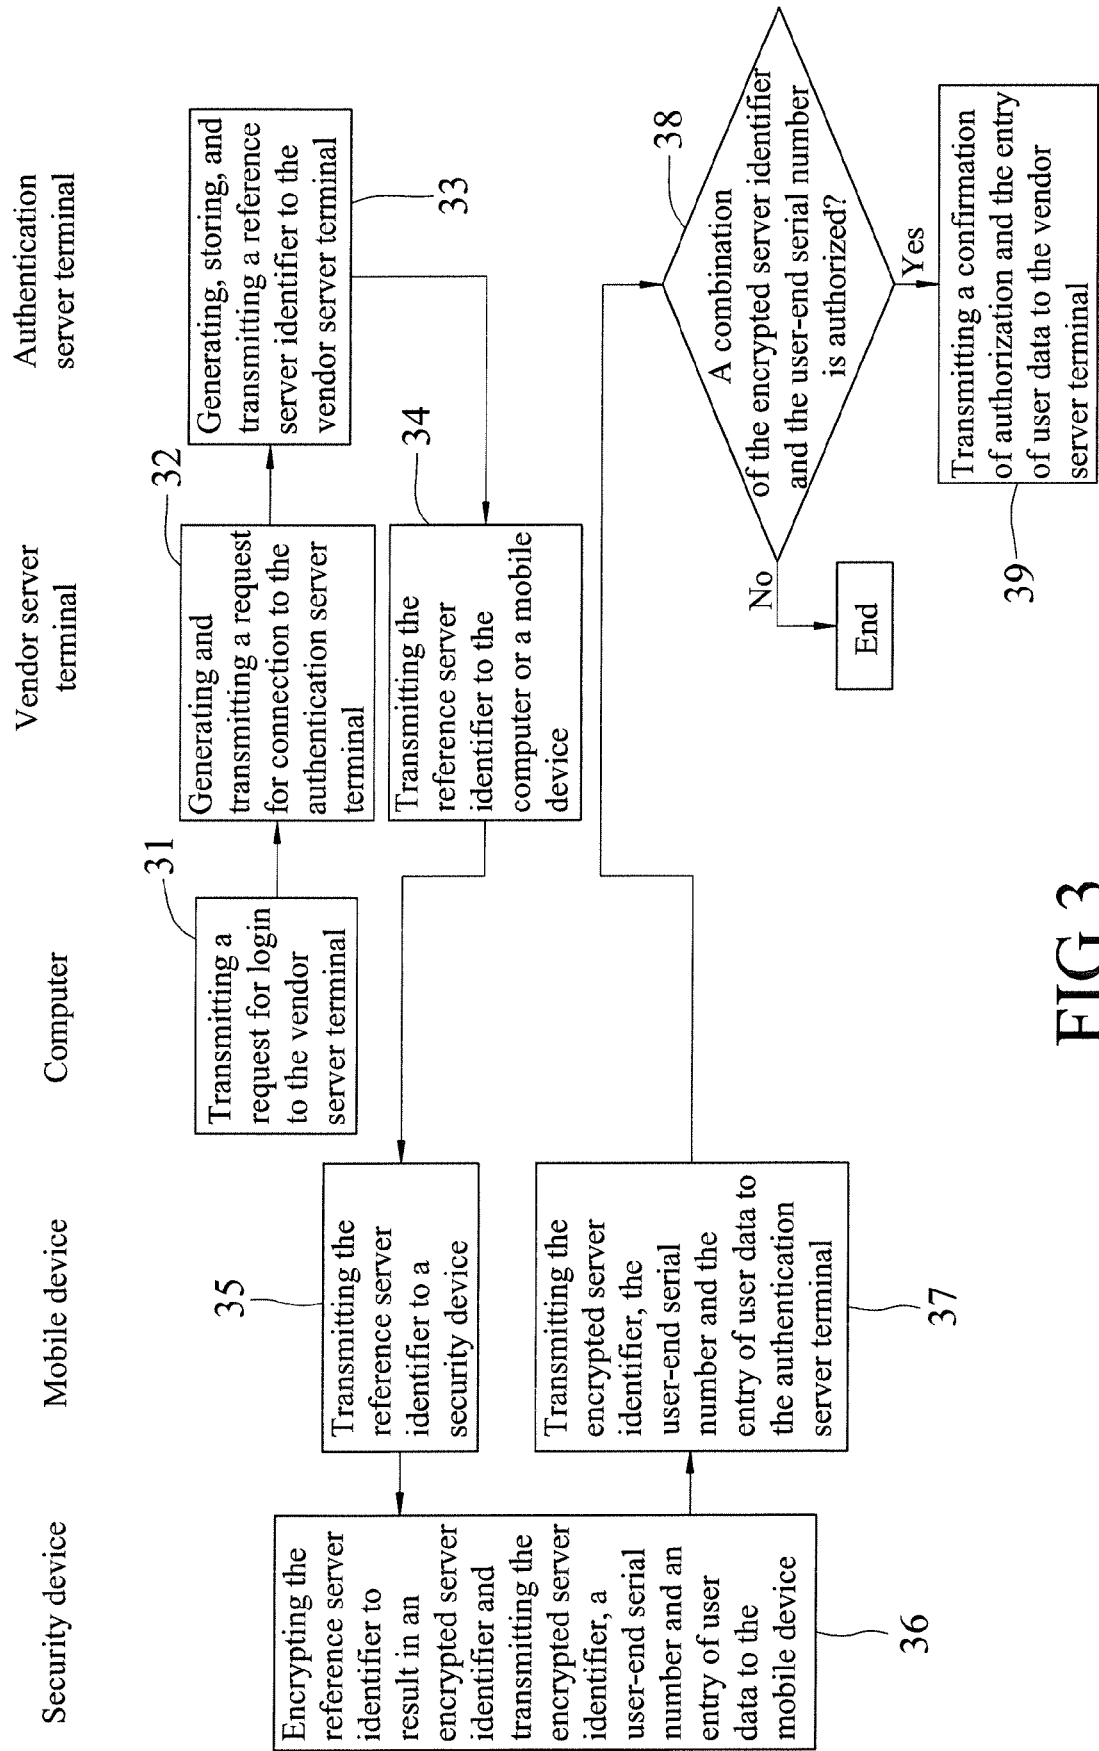 Security device
Mobile device
Computer
Vendor server
terminal
Authentication
server terminal
31
Transmitting a
request for login
to the vendor
server terminal
32
Generating and
transmitting a request
for connection to the
authentication server
terminal
Generating, storing, and
transmitting a reference
server identifier to the
vendor server terminal
33
34
Transmitting the
reference server
identifier to the
computer or a mobile
device
35
Transmitting the
reference server
identifier to a
security device
Encrypting the
reference server
identifier to
result in an
encrypted server
identifier and
transmitting the
encrypted server
identifier, a
user-end serial
number and an
entry of user
data to the
mobile device
36
Transmitting the
encrypted server
identifier, the
user-end serial
number and the
entry of user data to
the authentication
server terminal
37
38
A combination
of the encrypted server identifier
and the user-end serial number
is authorized?
No
End
Yes
Transmitting a confirmation
of authorization and the entry
of user data to the vendor
server terminal
39
FIG.3